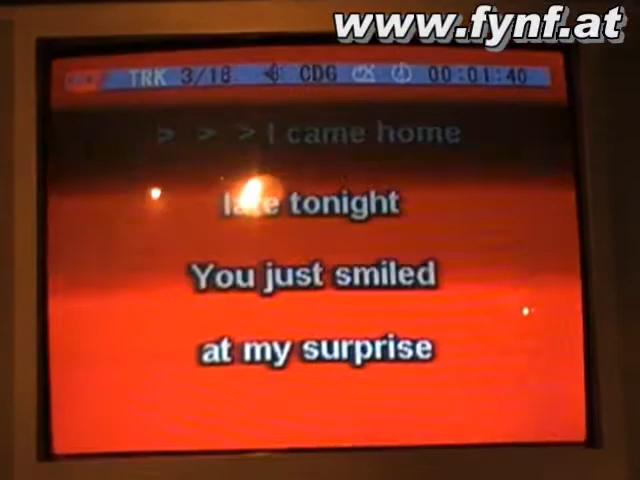 www.fynf.at
TRK 3/18 CDG 00:01:40
> > > I came home
late tonight
You just smiled
at my surprise